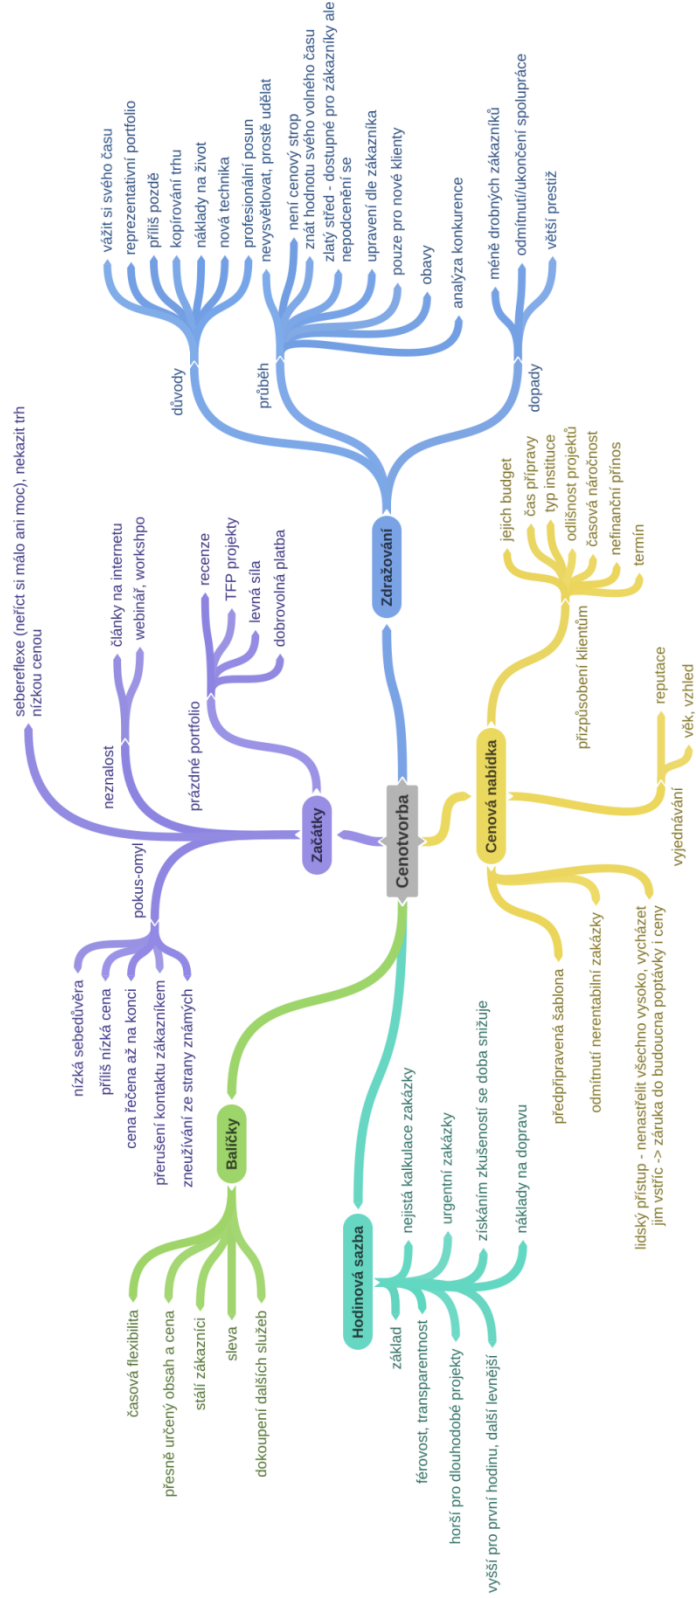 Cenotvorba
Začátky
sebereflexe (neříct si málo ani moc), nekazit trh
nízkou cenou
neznalost
články na internetu
webinář, workshpo
pokus-omyl
nízká sebedůvěra
příliš nízká cena
cena řečena až na konci
přerušení kontaktu zákazníkem
zneužívání ze strany známých
prázdné portfolio
recenze
TFP projekty
levná síla
dobrovolná platba
Zdražování
důvody
vážit si svého času
reprezentativní portfolio
příliš pozdě
kopírování trhu
náklady na život
nová technika
profesionální posun
průběh
nevysvětlovat, prostě udělat
není cenový strop
znát hodnotu svého volného času
zlatý střed - dostupné pro zákazníky ale
nepodcenění se
upravení dle zákazníka
pouze pro nové klienty
obavy
analýza konkurence
dopady
méně drobných zákazníků
odmítnutí/ukončení spolupráce
větší prestiž
Cenová nabídka
přizpůsobení klientům
jejich budget
čas přípravy
typ instituce
odlišnost projektů
časová náročnost
nefinanční přínos
termín
vyjednávání
reputace
věk, vzhled
předpřipravená šablona
odmítnutí nerentabilní zakázky
lidský přístup - nenastřelit všechno vysoko, vycházet
jim vstříc -> záruka do budoucna poptávky i ceny
Balíčky
časová flexibilita
přesně určený obsah a cena
stálí zákazníci
sleva
dokoupení dalších služeb
Hodinová sazba
nejistá kalkulace zakázky
urgentní zakázky
získáním zkušeností se doba snižuje
náklady na dopravu
základ
férovost, transparentnost
horší pro dlouhodobé projekty
vyšší pro první hodinu, další levnější